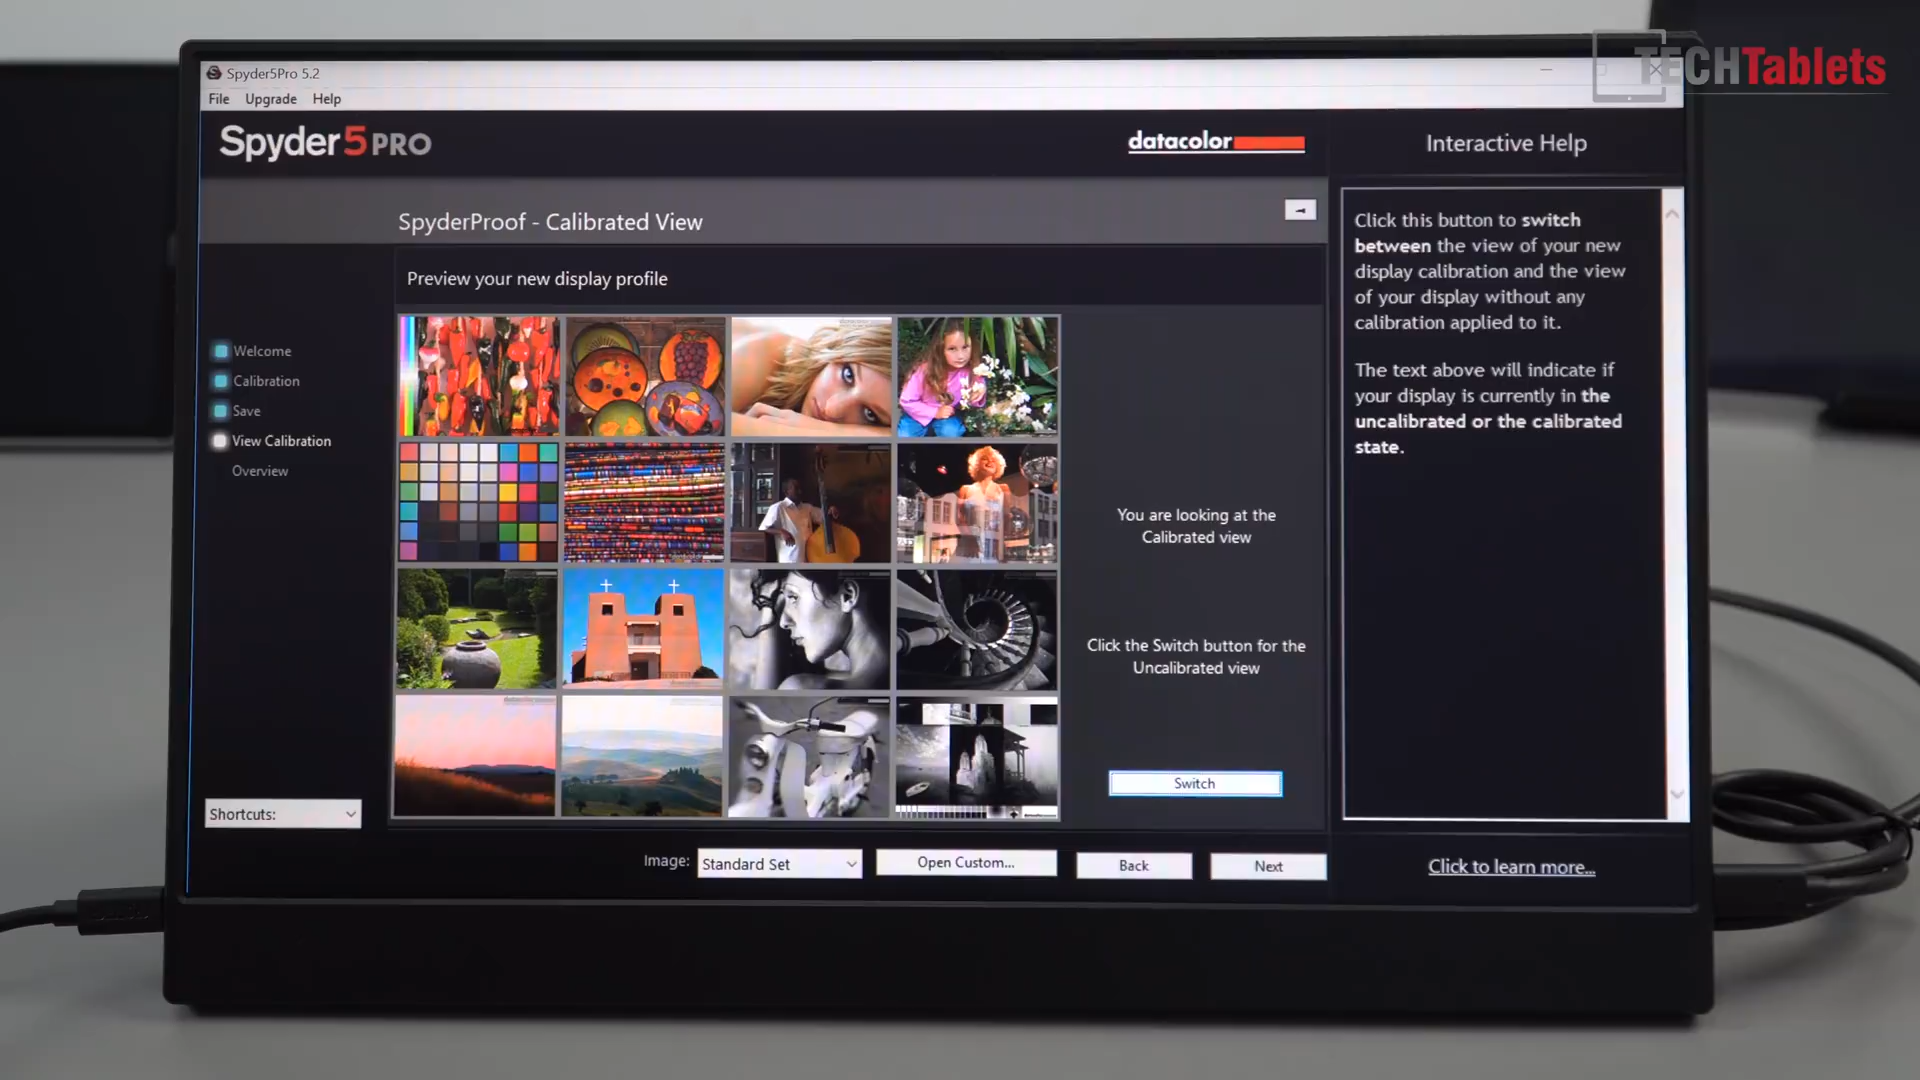 TECHTablets
Spyder5Pro 5.2
File Upgrade Help
Spyder5PRO
datacolor
Interactive Help
SpyderProof - Calibrated View
Preview your new display profile
Welcome
Calibration
Save
View Calibration
Overview
Shortcuts:
You are looking at the
Calibrated view
Click the Switch button for the
Uncalibrated view
Switch
Image:
Standard Set
Open Custom...
Back
Next
Click this button to switch
between the view of your new
display calibration and the view
of your display without any
calibration applied to it.
The text above will indicate if
your display is currently in the
uncalibrated or the calibrated
state.
Click to learn more...